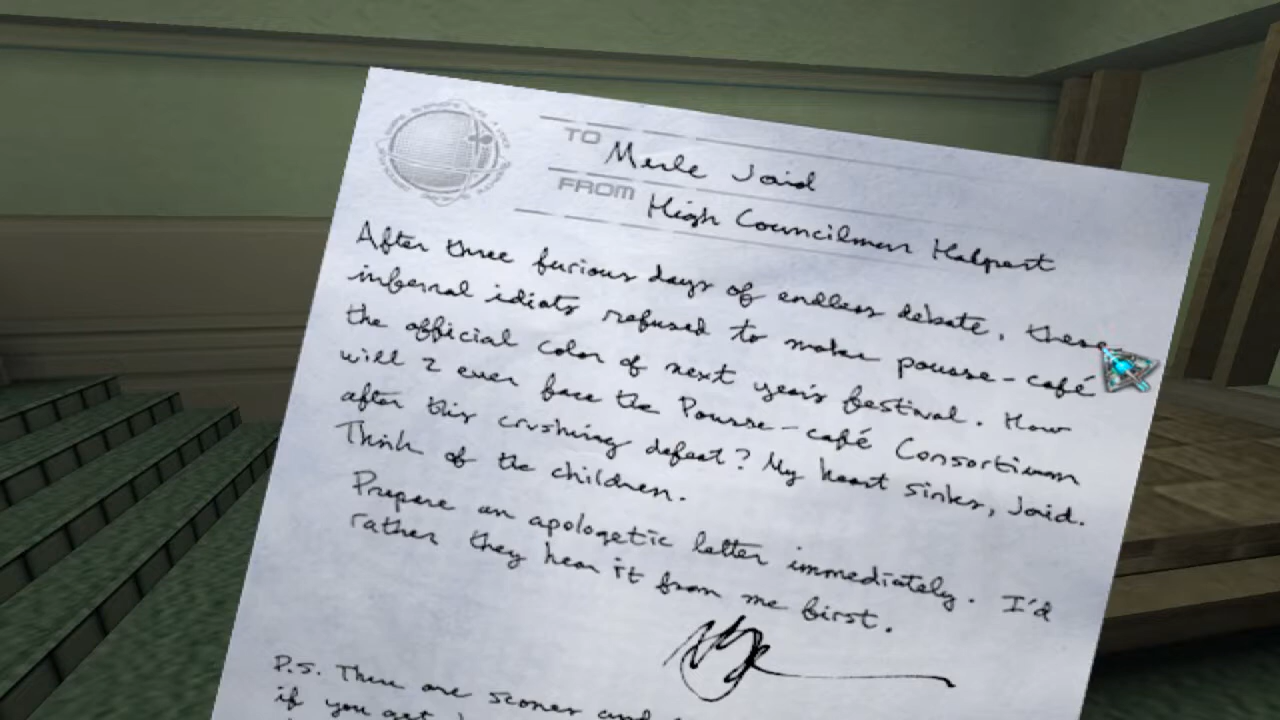 TO Merle Jaid
FROM High Councilman Halpert
After three furious days of endless debate, these
infernal idiots refused to make pousse-café
the official color of next year's festival. How
will I ever face the Pousse-café Consortium
after this crushing defeat? My heart sinks, Jaid.
Think of the children.
Prepare an apologetic letter immediately. I'd
rather they hear it from me first.
P.S. There are scones and
if you get